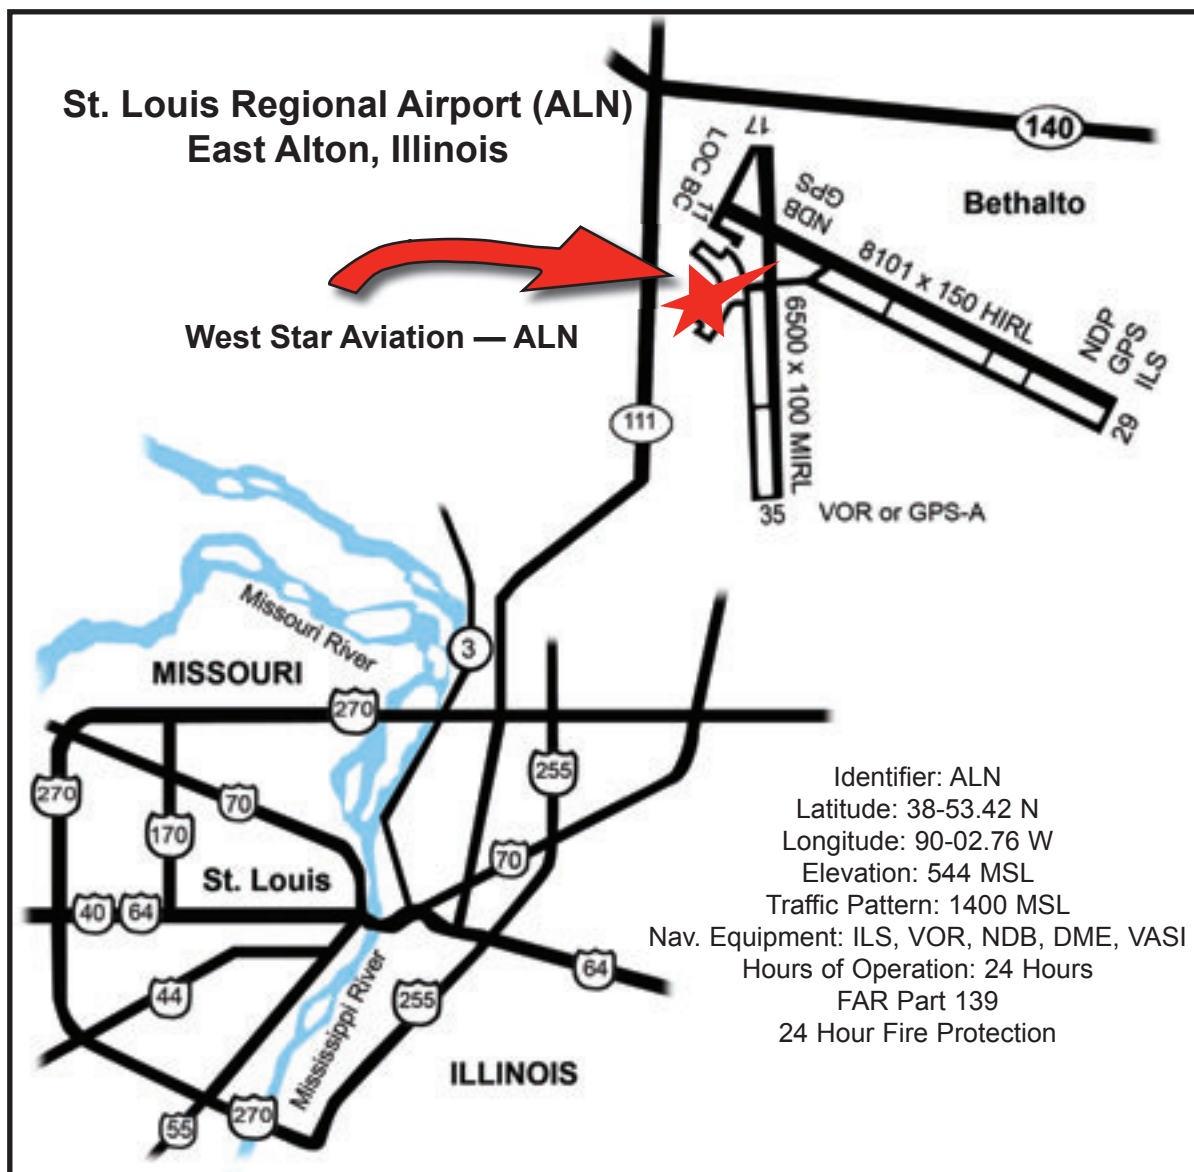 St. Louis Regional Airport (ALN)
East Alton, Illinois
140
17
LOC BC
11
NDB
GPS
Bethalto
8101 x 150 HIRL
West Star Aviation — ALN
6500 x 100 MIRL
NDP
GPS
ILS
29
111
35
VOR or GPS-A
Missouri River
3
MISSOURI
270
255
270
70
170
70
St. Louis
40
64
64
44
255
Mississippi River
ILLINOIS
270
55
Identifier: ALN
Latitude: 38-53.42 N
Longitude: 90-02.76 W
Elevation: 544 MSL
Traffic Pattern: 1400 MSL
Nav. Equipment: ILS, VOR, NDB, DME, VASI
Hours of Operation: 24 Hours
FAR Part 139
24 Hour Fire Protection